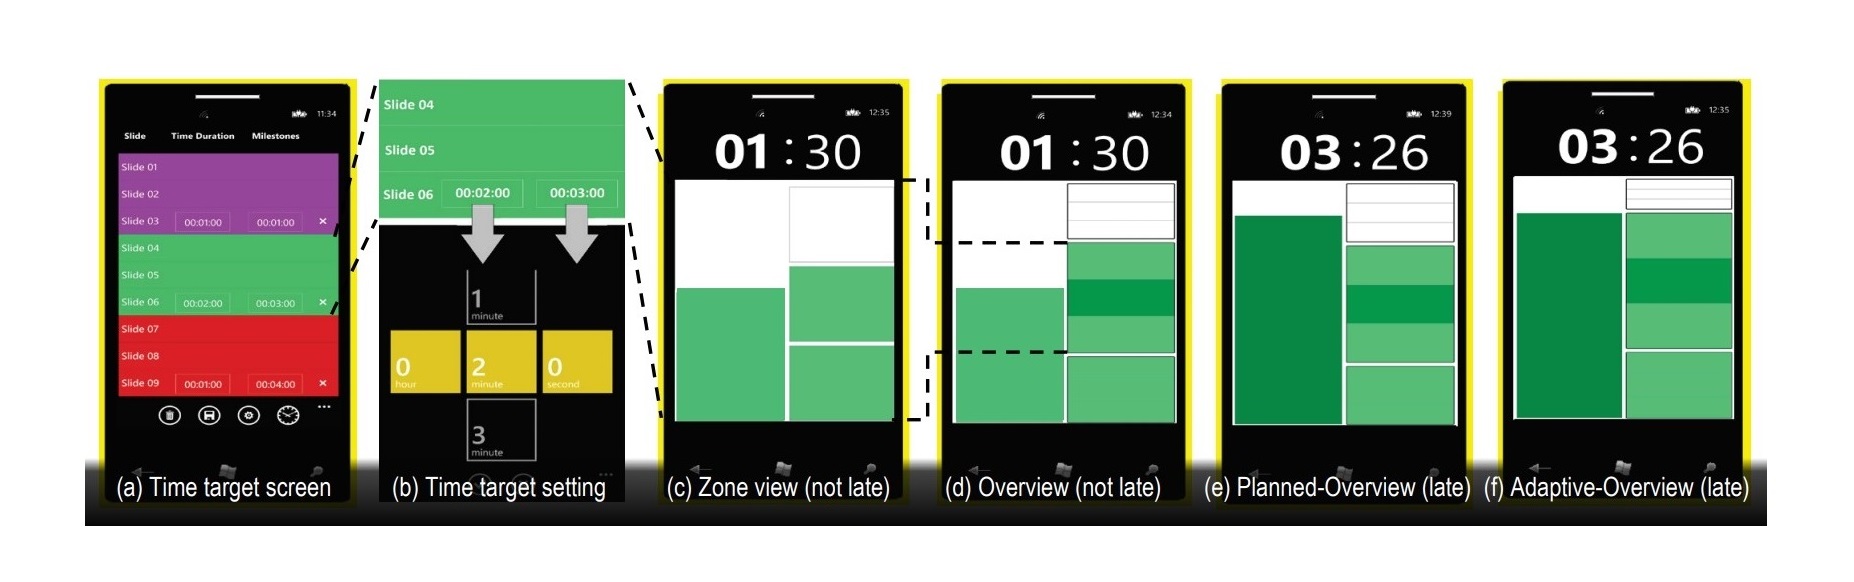 11:34
Slide Time Duration Milestones
Slide 01
Slide 02
Slide 03 00:01:00 00:01:00 ×
Slide 04
Slide 05
Slide 06 00:02:00 00:03:00 ×
Slide 07
Slide 08
Slide 09 00:01:00 00:04:00 ×
(a) Time target screen
Slide 04
Slide 05
Slide 06 00:02:00 00:03:00
1
minute
0 2 0
hour minute second
3
minute
(b) Time target setting
12:35
01:30
(c) Zone view (not late)
12:34
01:30
(d) Overview (not late)
12:39
03:26
(e) Planned-Overview (late)
12:35
03:26
(f) Adaptive-Overview (late)